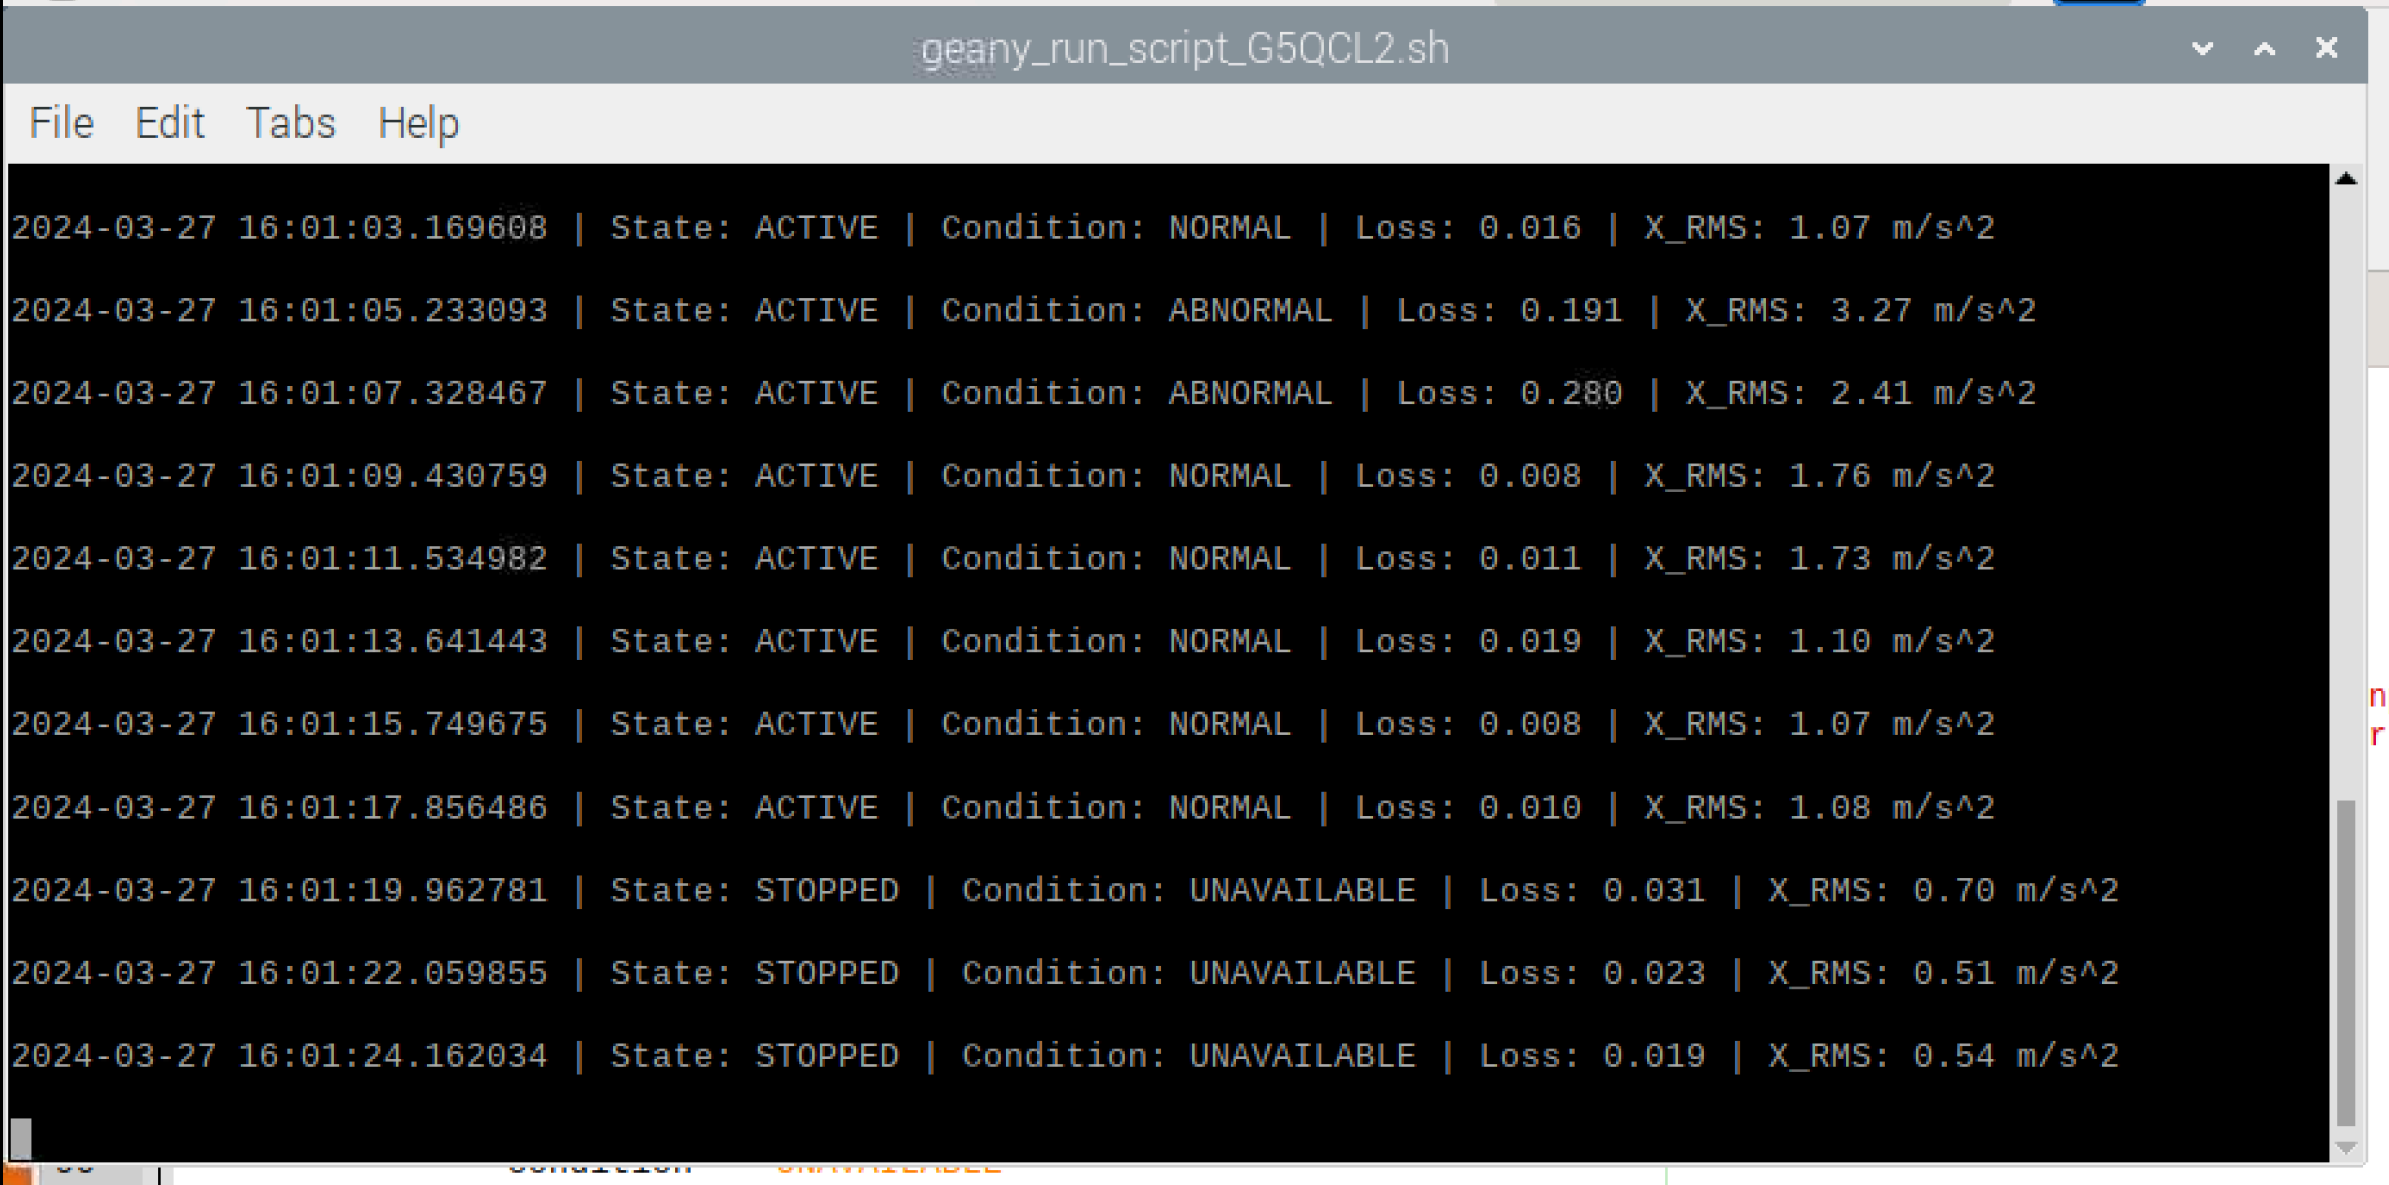 geany_run_script_G5QCL2.sh
File Edit Tabs Help
2024-03-27 16:01:03.169608 | State: ACTIVE | Condition: NORMAL | Loss: 0.016 | X_RMS: 1.07 m/s^2
2024-03-27 16:01:05.233093 | State: ACTIVE | Condition: ABNORMAL | Loss: 0.191 | X_RMS: 3.27 m/s^2
2024-03-27 16:01:07.328467 | State: ACTIVE | Condition: ABNORMAL | Loss: 0.280 | X_RMS: 2.41 m/s^2
2024-03-27 16:01:09.430759 | State: ACTIVE | Condition: NORMAL | Loss: 0.008 | X_RMS: 1.76 m/s^2
2024-03-27 16:01:11.534982 | State: ACTIVE | Condition: NORMAL | Loss: 0.011 | X_RMS: 1.73 m/s^2
2024-03-27 16:01:13.641443 | State: ACTIVE | Condition: NORMAL | Loss: 0.019 | X_RMS: 1.10 m/s^2
2024-03-27 16:01:15.749675 | State: ACTIVE | Condition: NORMAL | Loss: 0.008 | X_RMS: 1.07 m/s^2
2024-03-27 16:01:17.856486 | State: ACTIVE | Condition: NORMAL | Loss: 0.010 | X_RMS: 1.08 m/s^2
2024-03-27 16:01:19.962781 | State: STOPPED | Condition: UNAVAILABLE | Loss: 0.031 | X_RMS: 0.70 m/s^2
2024-03-27 16:01:22.059855 | State: STOPPED | Condition: UNAVAILABLE | Loss: 0.023 | X_RMS: 0.51 m/s^2
2024-03-27 16:01:24.162034 | State: STOPPED | Condition: UNAVAILABLE | Loss: 0.019 | X_RMS: 0.54 m/s^2
n
r